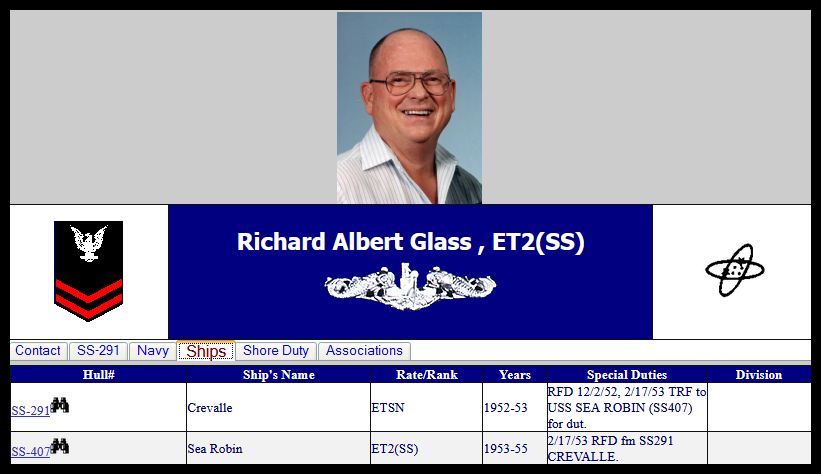 Richard Albert Glass , ET2(SS)
Contact SS-291 Navy Ships Shore Duty Associations
Hull# Ship's Name Rate/Rank Years Special Duties Division
SS-291 Crevalle ETSN 1952-53 RFD 12/2/52, 2/17/53 TRF to
USS SEA ROBIN (SS407)
for dut.
SS-407 Sea Robin ET2(SS) 1953-55 2/17/53 RFD fm SS291
CREVALLE.